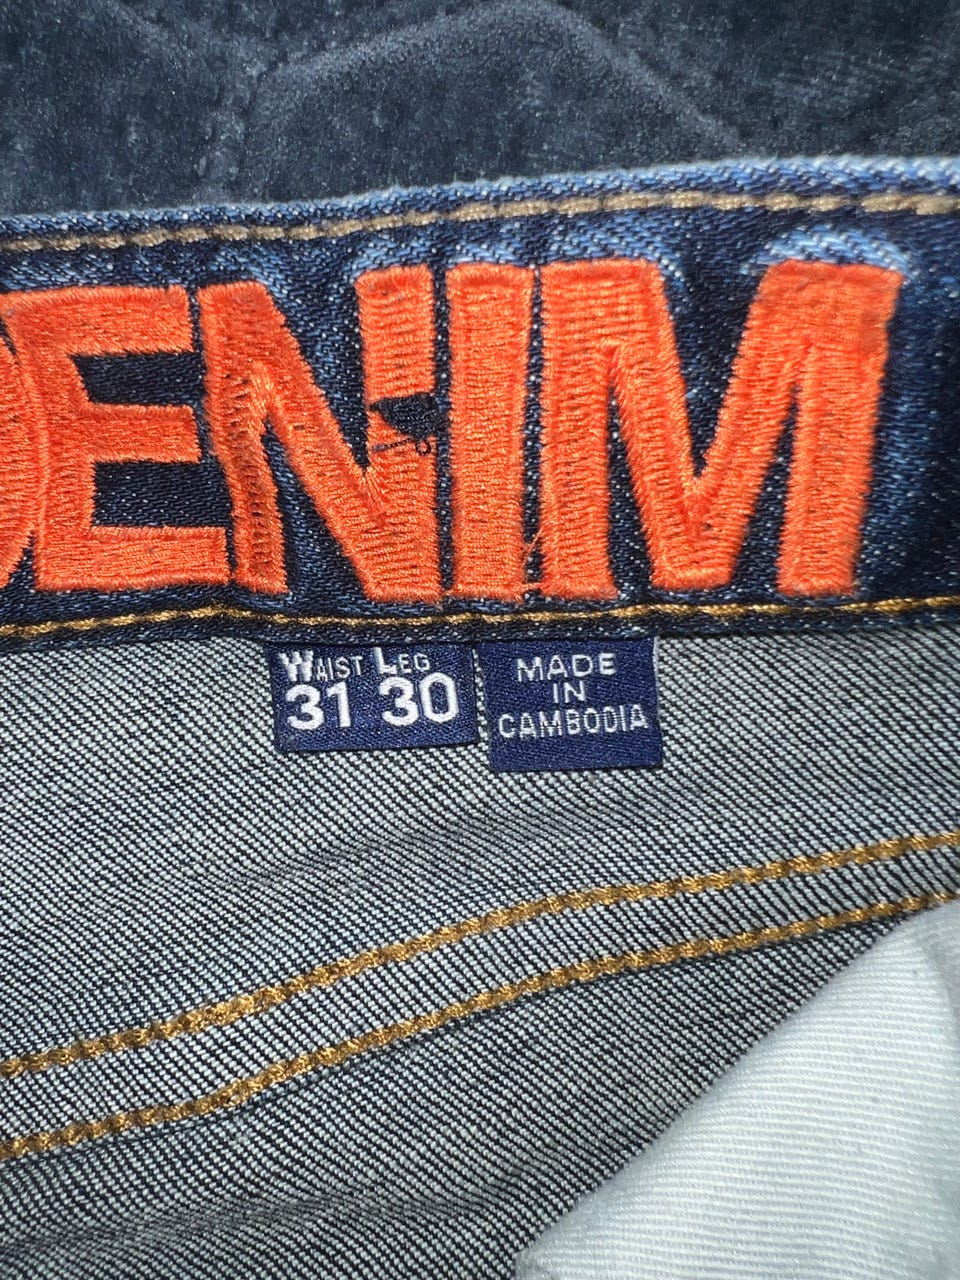 DENIM
WAIST LEG
31 30
MADE
IN
CAMBODIA